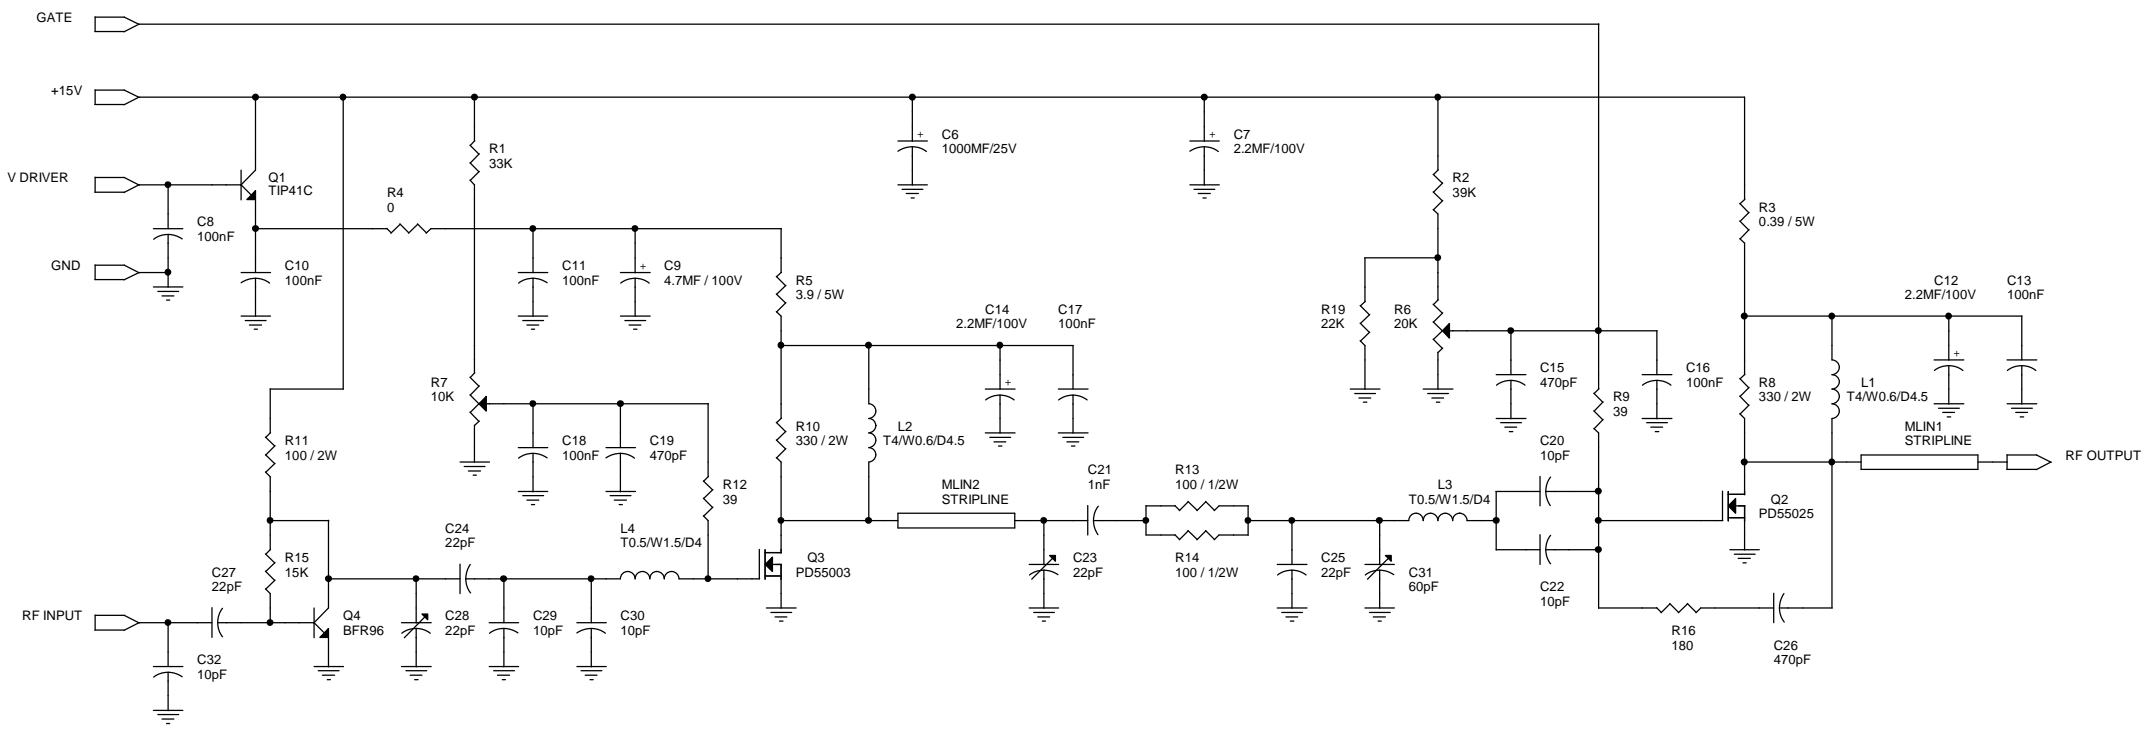 GATE
+15V
V DRIVER
GND
Q1
TIP41C
C8
100nF
C10
100nF
R4
0
R1
33K
C11
100nF
+
C9
4.7MF / 100V
+
C6
1000MF/25V
+
C7
2.2MF/100V
R2
39K
R3
0.39 / 5W
R5
3.9 / 5W
C14
2.2MF/100V
+
C17
100nF
R19
22K
R6
20K
C12
2.2MF/100V
+
C13
100nF
C15
470pF
C16
100nF
R9
39
R8
330 / 2W
L1
T4/W0.6/D4.5
MLIN1
STRIPLINE
RF OUTPUT
R7
10K
R11
100 / 2W
C18
100nF
C19
470pF
R12
39
R10
330 / 2W
L2
T4/W0.6/D4.5
MLIN2
STRIPLINE
C21
1nF
R13
100 / 1/2W
R14
100 / 1/2W
L3
T0.5/W1.5/D4
C20
10pF
C22
10pF
Q2
PD55025
C24
22pF
L4
T0.5/W1.5/D4
Q3
PD55003
C23
22pF
C25
22pF
C31
60pF
R15
15K
C27
22pF
RF INPUT
Q4
BFR96
C28
22pF
C29
10pF
C30
10pF
C32
10pF
R16
180
C26
470pF